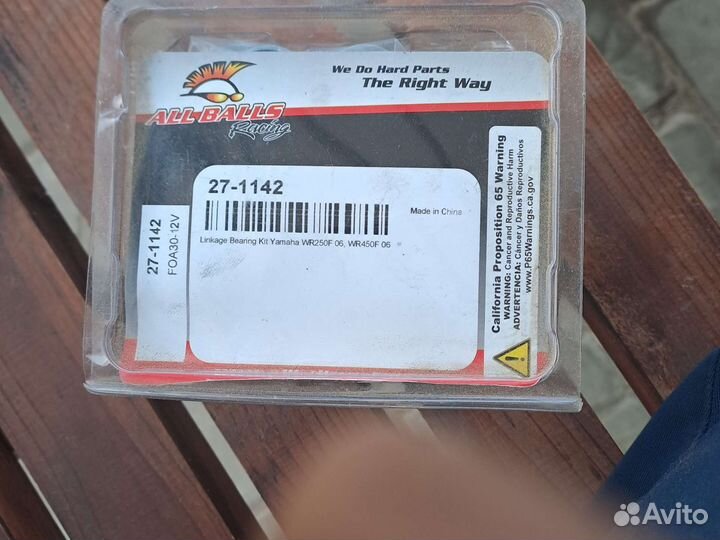 We Do Hard Parts
The Right Way
ALL BALLS
Racing
27-1142
Made in China
Linkage Bearing Kit Yamaha WR250F 06, WR450F 06
27-1142
FOA30-12V
California Proposition 65 Warning
WARNING: Cancer and Reproductive Harm
ADVERTENCIA: Cáncer y Daños Reproductivos
www.P65Warnings.ca.gov
Avito